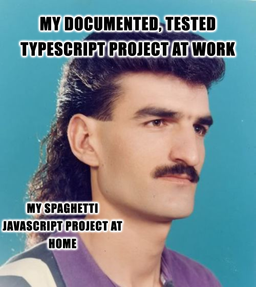 MY DOCUMENTED, TESTED
TYPESCRIPT PROJECT AT WORK
MY SPAGHETTI
JAVASCRIPT PROJECT AT
HOME